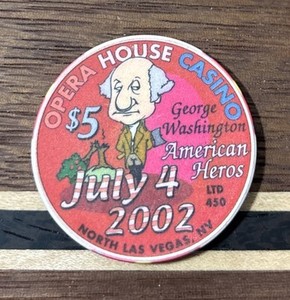 OPERA HOUSE CASINO
$5
George
Washington
American
Heros
July 4
2002
LTD
450
NORTH LAS VEGAS, NV